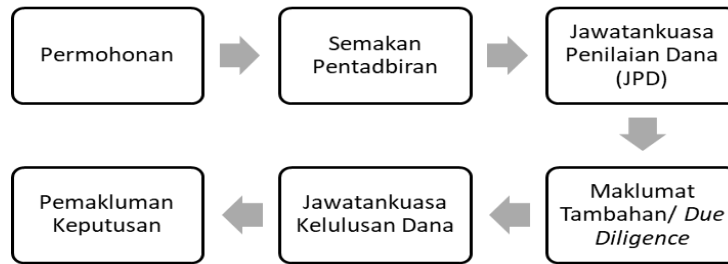 Permohonan
Semakan
Pentadbiran
Jawatankuasa
Penilaian Dana
(JPD)
Maklumat
Tambahan/ Due
Diligence
Jawatankuasa
Kelulusan Dana
Pemakluman
Keputusan